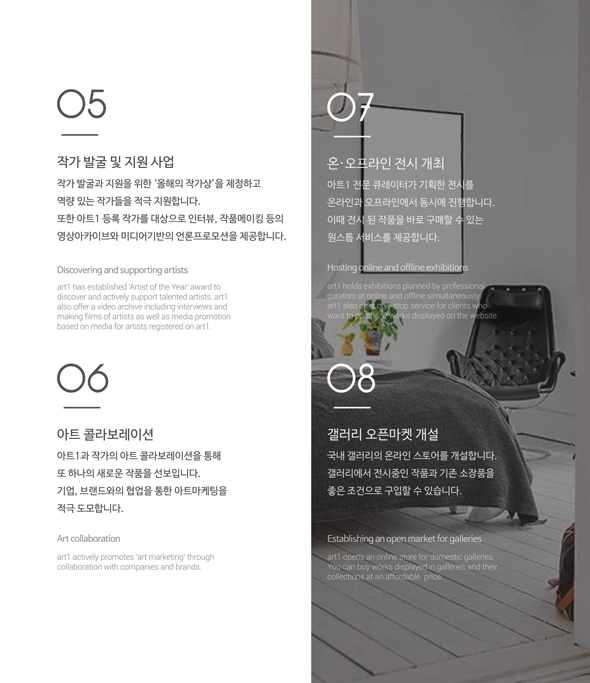 05
작가 발굴 및 지원 사업
작가 발굴과 지원을 위한 '올해의 작가상'을 제정하고
역량 있는 작가들을 적극 지원합니다.
또한 아트1 등록 작가를 대상으로 인터뷰, 작품메이킹 등의
영상아카이브와 미디어기반의 언론프로모션을 제공합니다.
Discovering and supporting artists
art1 has established 'Artist of the Year' award to
discover and actively support talented artists. art1
also offer a video archive including interviews and
making films of artists as well as media promotion
based on media for artists registered on art1.
06
아트 콜라보레이션
아트1과 작가의 아트 콜라보레이션을 통해
또 하나의 새로운 작품을 선보입니다.
기업, 브랜드와의 협업을 통한 아트마케팅을
적극 도모합니다.
Art collaboration
art1 actively promotes 'art marketing' through
collaboration with companies and brands.
07
온·오프라인 전시 개최
아트1 전문 큐레이터가 기획한 전시를
온라인과 오프라인에서 동시에 진행합니다.
이때 전시 된 작품을 바로 구매할 수 있는
원스톱 서비스를 제공합니다.
Hosting online and offline exhibitions
art1 holds exhibitions planned by professional
curators at online and offline simultaneously.
art1 also offers one-stop service for clients who
want to works displayed on the website.
08
갤러리 오픈마켓 개설
국내 갤러리의 온라인 스토어를 개설합니다.
갤러리에서 전시중인 작품과 기존 소장품을
좋은 조건으로 구입할 수 있습니다.
Establishing an open market for galleries
art1 opens an online store for domestic galleries.
You can buy works displayed in galleries and their
collections at an affordable price.